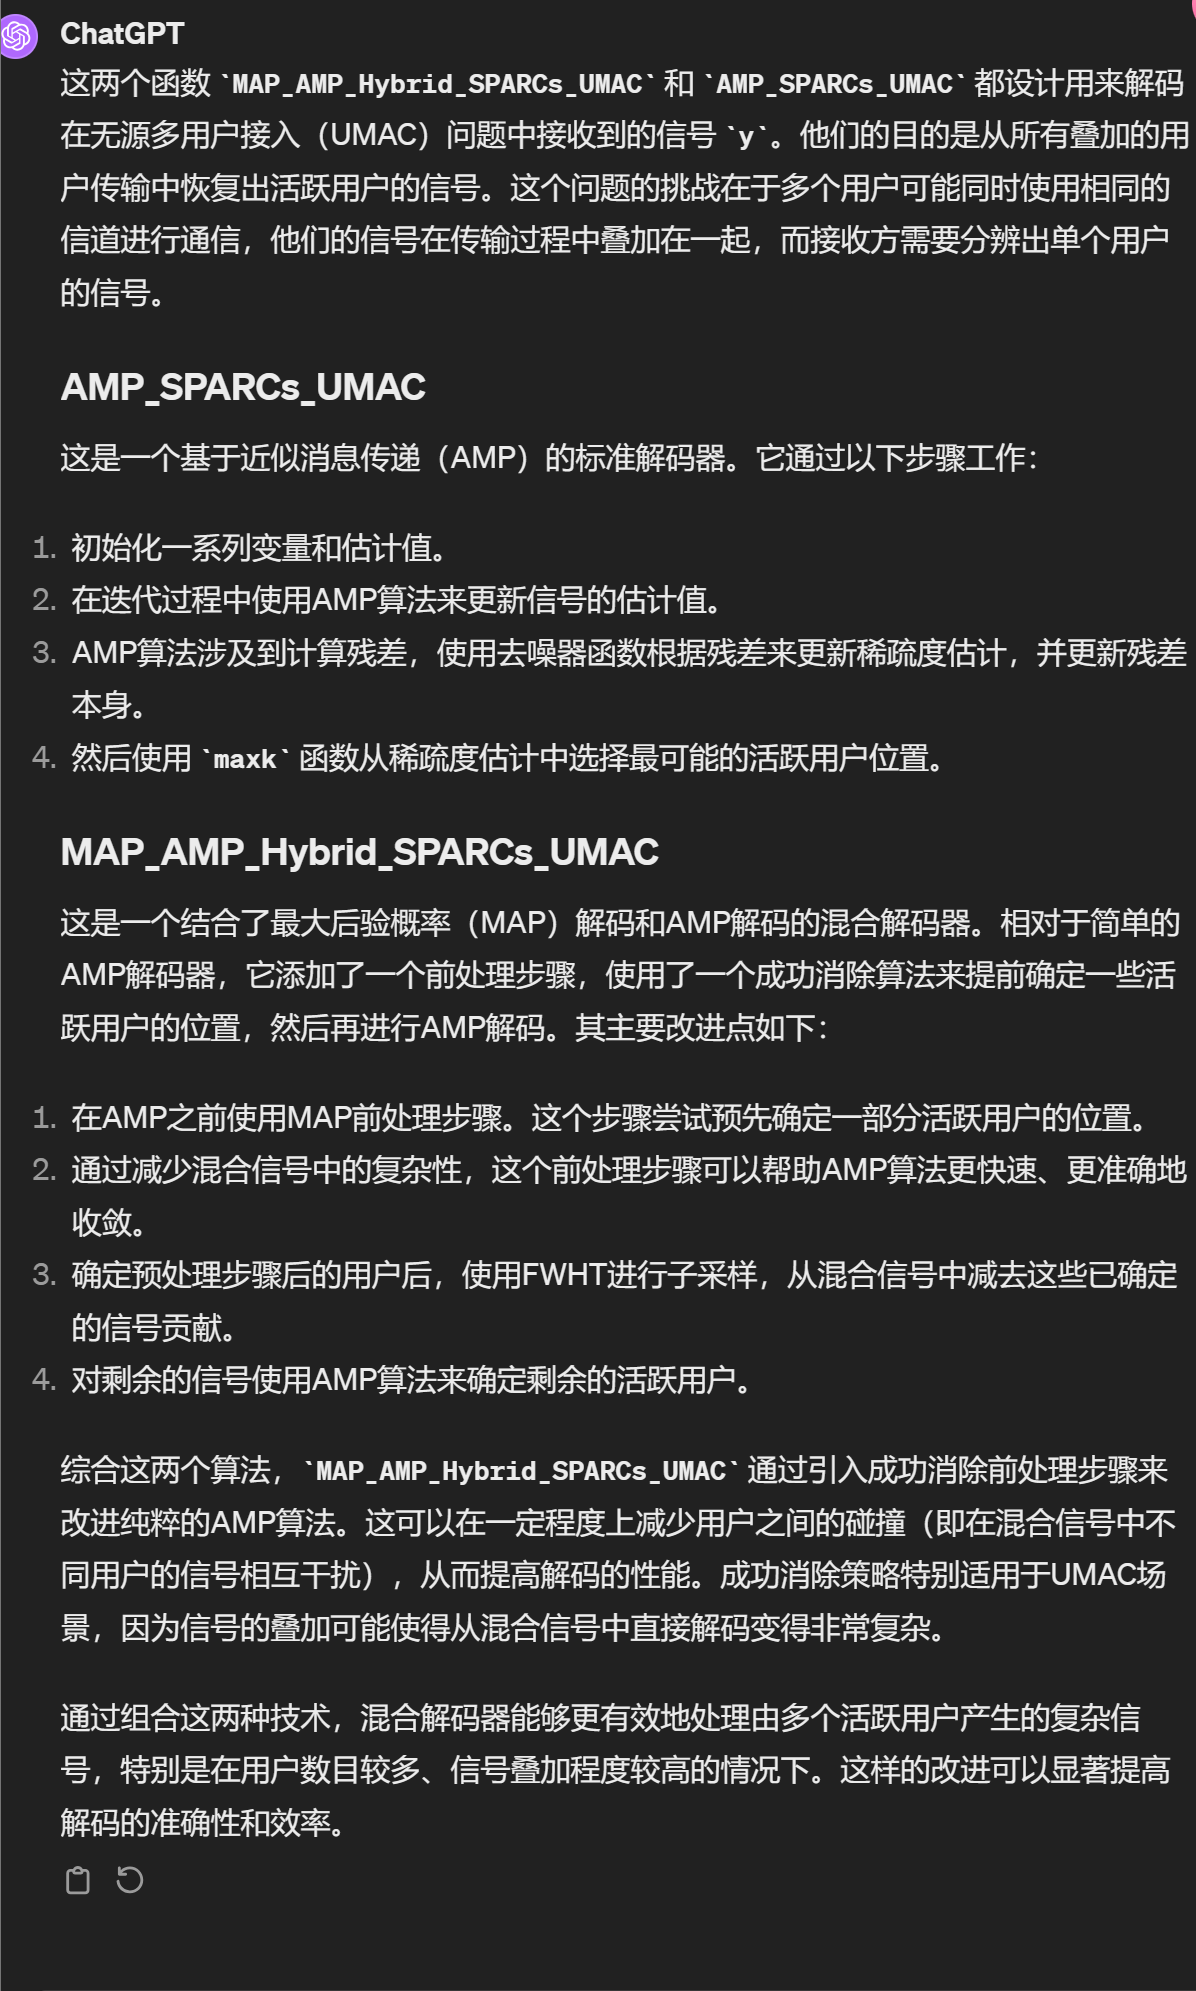 ChatGPT
这两个函数 `MAP_AMP_Hybrid_SPARCs_UMAC` 和 `AMP_SPARCs_UMAC` 都设计用来解码
在无源多用户接入（UMAC）问题中接收到的信号 `y`。他们的目的是从所有叠加的用
户传输中恢复出活跃用户的信号。这个问题的挑战在于多个用户可能同时使用相同的
信道进行通信，他们的信号在传输过程中叠加在一起，而接收方需要分辨出单个用户
的信号。
AMP_SPARCs_UMAC
这是一个基于近似消息传递（AMP）的标准解码器。它通过以下步骤工作：
1. 初始化一系列变量和估计值。
2. 在迭代过程中使用AMP算法来更新信号的估计值。
3. AMP算法涉及到计算残差，使用去噪器函数根据残差来更新稀疏度估计，并更新残差
本身。
4. 然后使用 `maxk` 函数从稀疏度估计中选择最可能的活跃用户位置。
MAP_AMP_Hybrid_SPARCs_UMAC
这是一个结合了最大后验概率（MAP）解码和AMP解码的混合解码器。相对于简单的
AMP解码器，它添加了一个前处理步骤，使用了一个成功消除算法来提前确定一些活
跃用户的位置，然后再进行AMP解码。其主要改进点如下：
1. 在AMP之前使用MAP前处理步骤。这个步骤尝试预先确定一部分活跃用户的位置。
2. 通过减少混合信号中的复杂性，这个前处理步骤可以帮助AMP算法更快速、更准确地
收敛。
3. 确定预处理步骤后的用户后，使用FWHT进行子采样，从混合信号中减去这些已确定
的信号贡献。
4. 对剩余的信号使用AMP算法来确定剩余的活跃用户。
综合这两个算法，`MAP_AMP_Hybrid_SPARCs_UMAC` 通过引入成功消除前处理步骤来
改进纯粹的AMP算法。这可以在一定程度上减少用户之间的碰撞（即在混合信号中不
同用户的信号相互干扰），从而提高解码的性能。成功消除策略特别适用于UMAC场
景，因为信号的叠加可能使得从混合信号中直接解码变得非常复杂。
通过组合这两种技术，混合解码器能够更有效地处理由多个活跃用户产生的复杂信
号，特别是在用户数目较多、信号叠加程度较高的情况下。这样的改进可以显著提高
解码的准确性和效率。